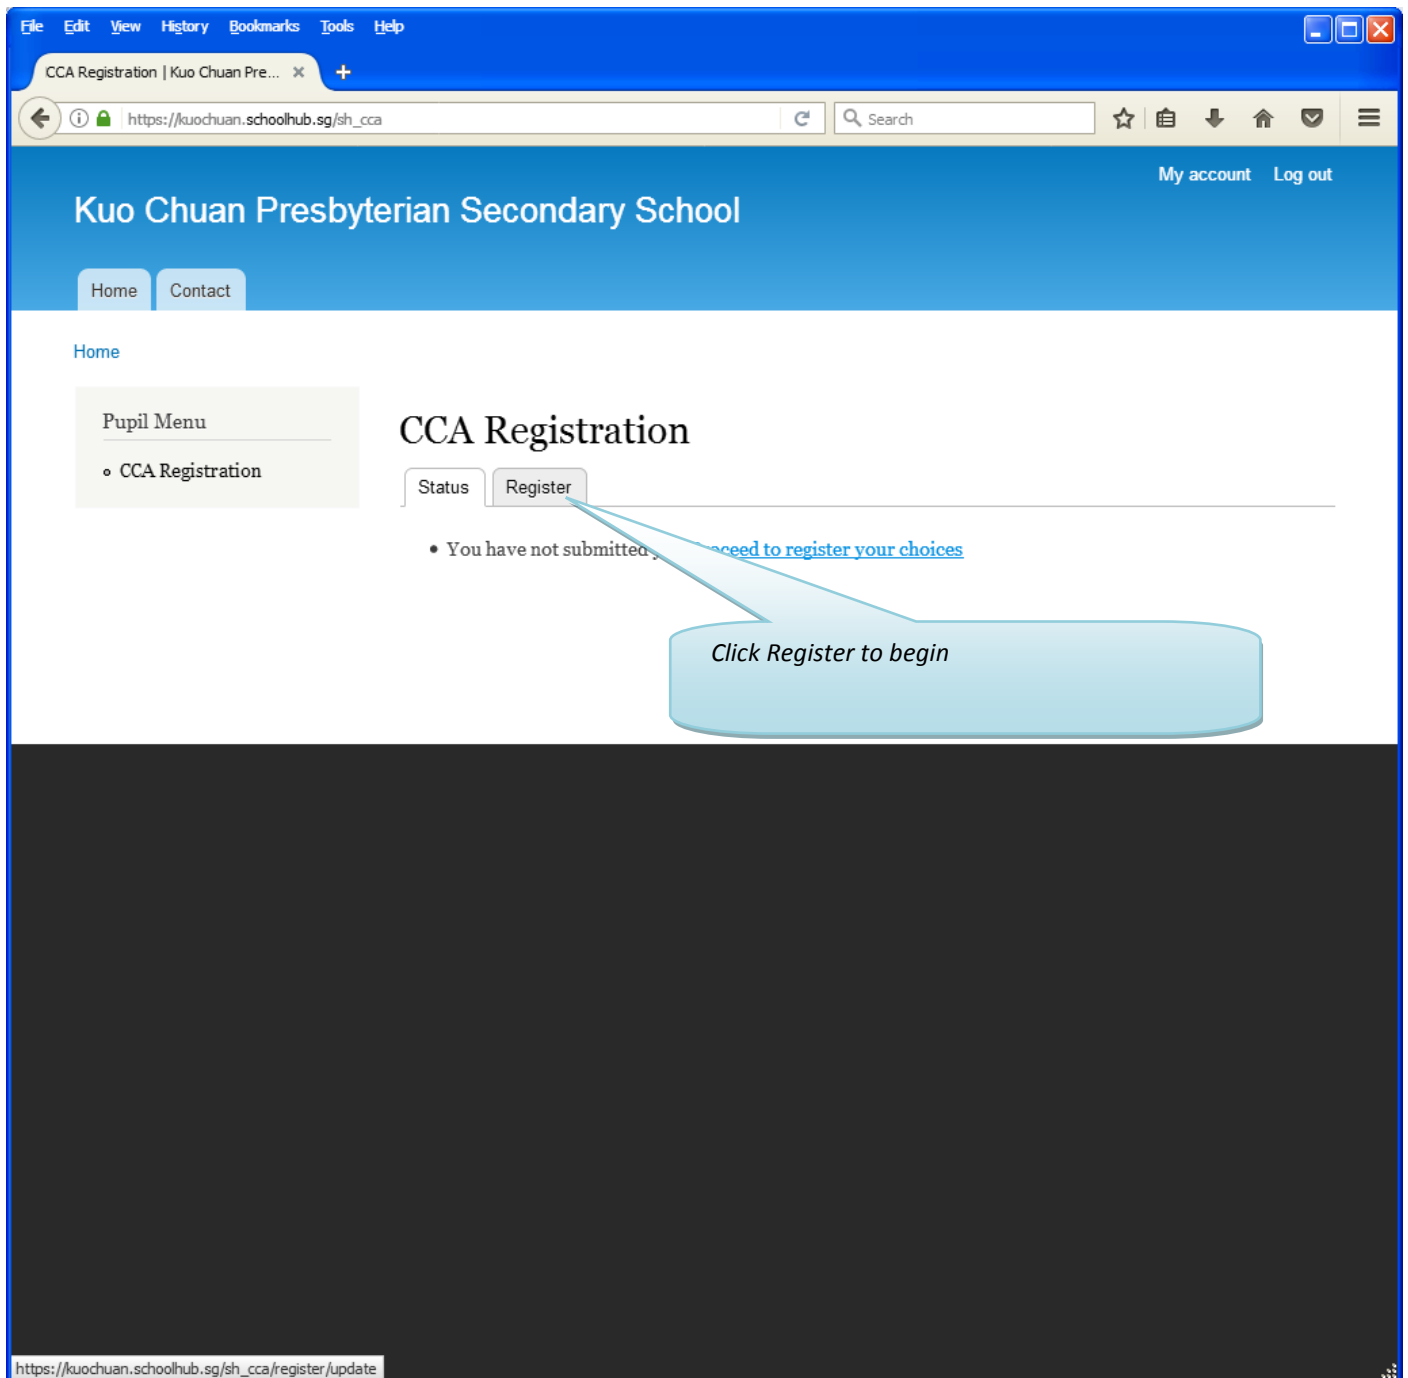 File Edit View History Bookmarks Tools Help
CCA Registration | Kuo Chuan Pre...
https://kuochuan.schoolhub.sg/sh_cca
Search
My account Log out
Kuo Chuan Presbyterian Secondary School
Home Contact
Home
Pupil Menu
CCA Registration
CCA Registration
Status Register
You have not submitted to register your choices
Click Register to begin
https://kuochuan.schoolhub.sg/sh_cca/register/update